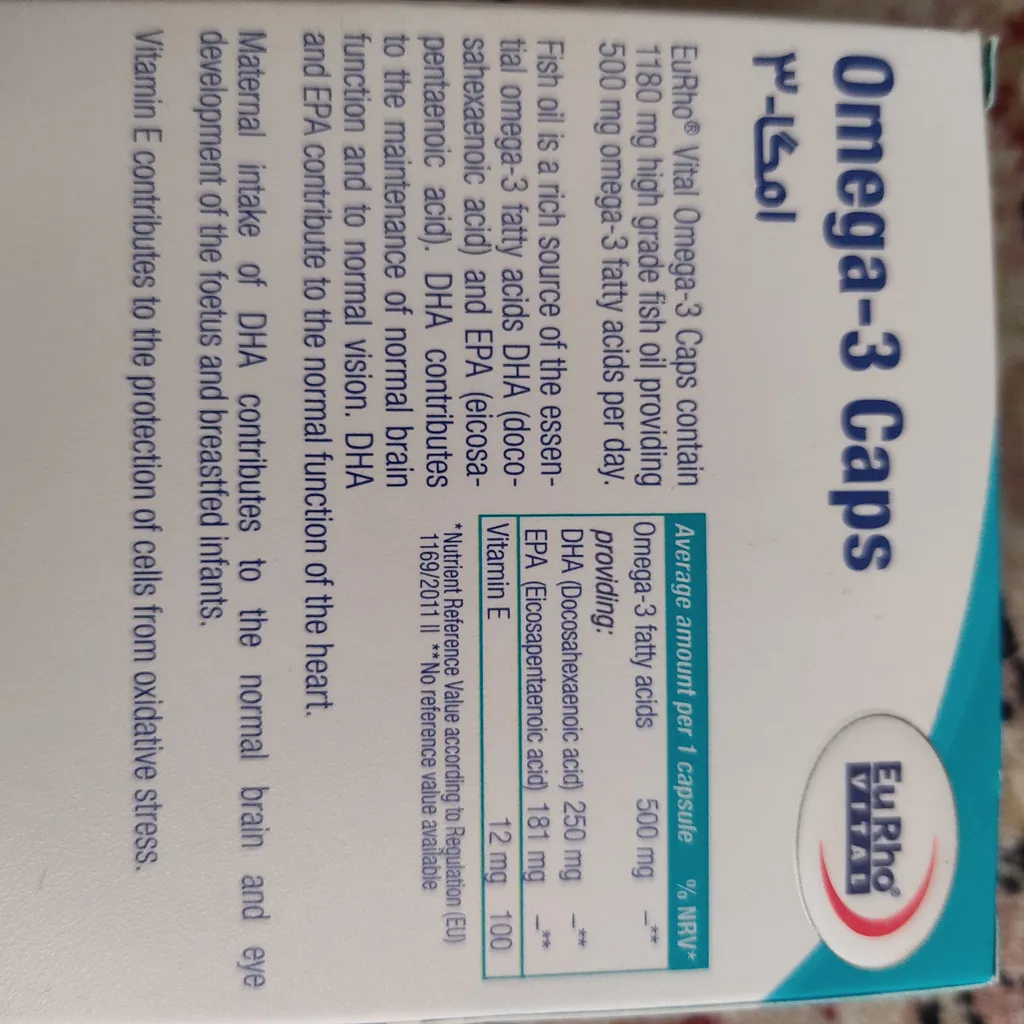 Omega-3 Caps
امگا-۳
EuRho®
VITAL
EuRho® Vital Omega-3 Caps contain
1180 mg high grade fish oil providing
500 mg omega-3 fatty acids per day.
Fish oil is a rich source of the essen-
tial omega-3 fatty acids DHA (doco-
sahexaenoic acid) and EPA (eicosa-
pentaenoic acid). DHA contributes
to the maintenance of normal brain
function and to normal vision. DHA
and EPA contribute to the normal function of the heart.
Maternal intake of DHA contributes to the normal brain and eye
development of the foetus and breastfed infants.
Vitamin E contributes to the protection of cells from oxidative stress.
Average amount per 1 capsule % NRV*
Omega-3 fatty acids 500 mg –**
providing:
DHA (Docosahexaenoic acid) 250 mg –**
EPA (Eicosapentaenoic acid) 181 mg –**
Vitamin E 12 mg 100
*Nutrient Reference Value according to Regulation (EU)
1169/2011 II **No reference value available